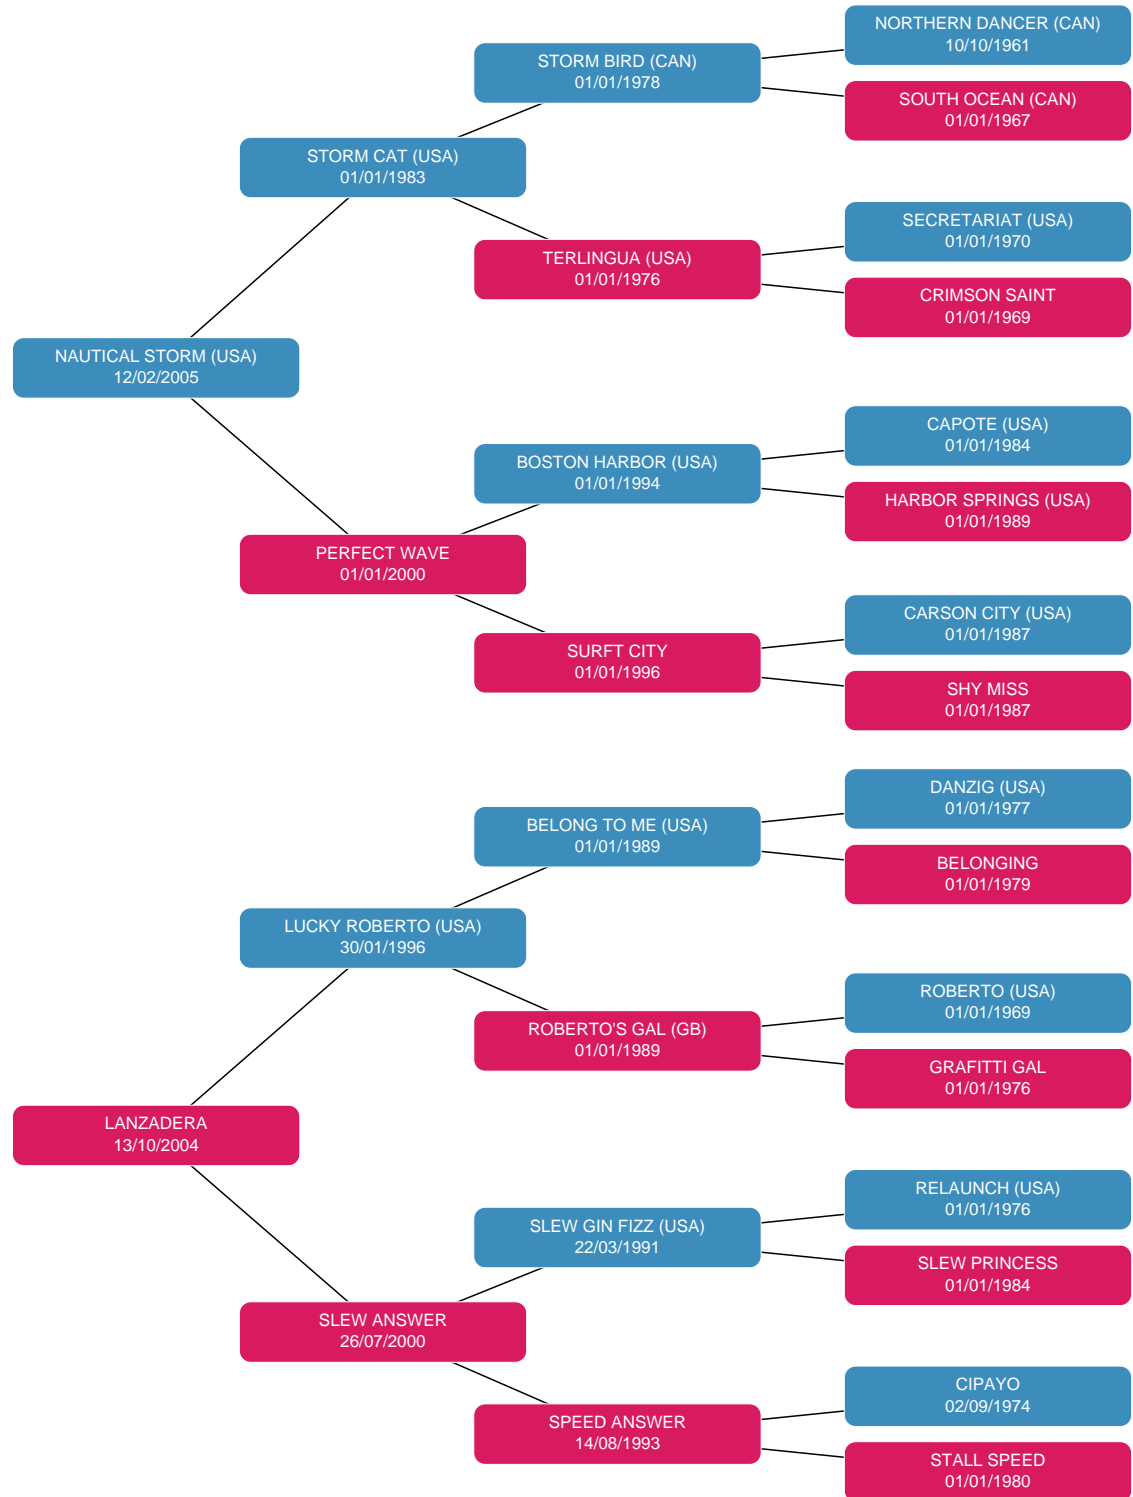 NORTHERN DANCER (CAN)
10/10/1961
STORM BIRD (CAN)
01/01/1978
SOUTH OCEAN (CAN)
01/01/1967
STORM CAT (USA)
01/01/1983
SECRETARIAT (USA)
01/01/1970
TERLINGUA (USA)
01/01/1976
CRIMSON SAINT
01/01/1969
NAUTICAL STORM (USA)
12/02/2005
CAPOTE (USA)
01/01/1984
BOSTON HARBOR (USA)
01/01/1994
HARBOR SPRINGS (USA)
01/01/1989
PERFECT WAVE
01/01/2000
CARSON CITY (USA)
01/01/1987
SURFT CITY
01/01/1996
SHY MISS
01/01/1987
DANZIG (USA)
01/01/1977
BELONG TO ME (USA)
01/01/1989
BELONGING
01/01/1979
LUCKY ROBERTO (USA)
30/01/1996
ROBERTO (USA)
01/01/1969
ROBERTO'S GAL (GB)
01/01/1989
GRAFITTI GAL
01/01/1976
LANZADERA
13/10/2004
RELAUNCH (USA)
01/01/1976
SLEW GIN FIZZ (USA)
22/03/1991
SLEW PRINCESS
01/01/1984
SLEW ANSWER
26/07/2000
CIPAYO
02/09/1974
SPEED ANSWER
14/08/1993
STALL SPEED
01/01/1980